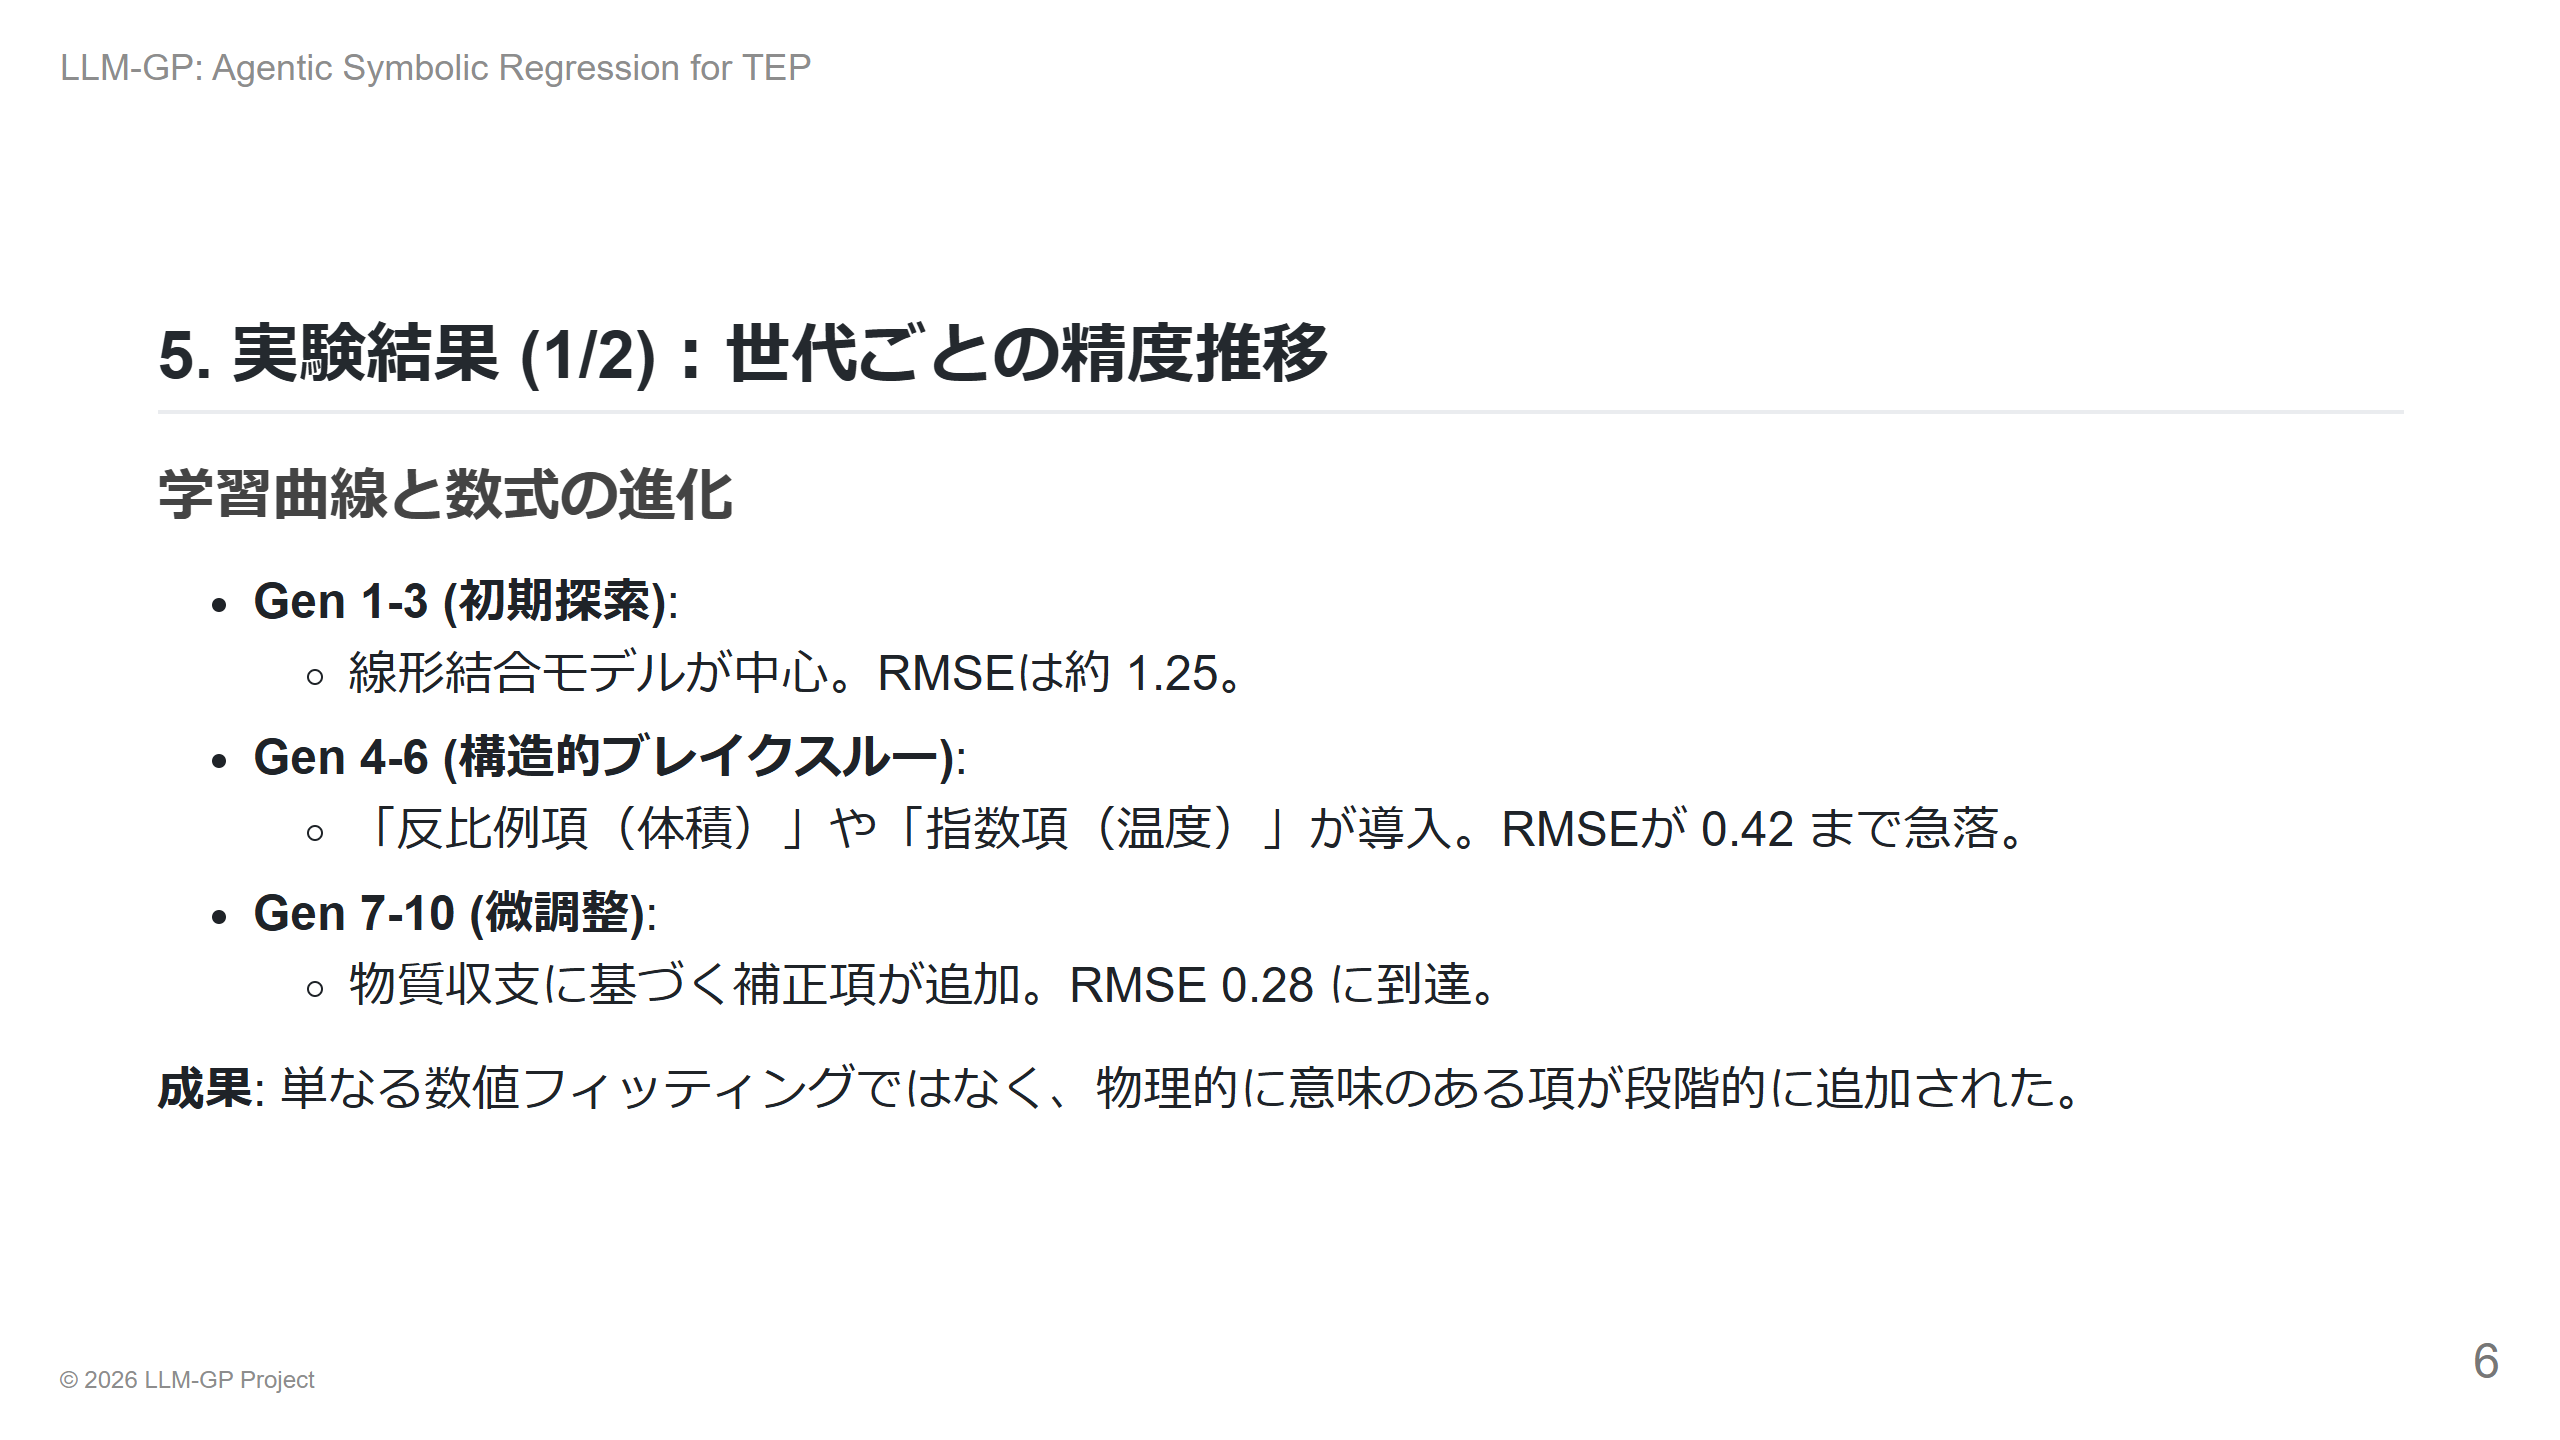 LLM-GP: Agentic Symbolic Regression for TEP
5. 実験結果 (1/2)：世代ごとの精度推移
学習曲線と数式の進化
• Gen 1-3 (初期探索):
◦ 線形結合モデルが中心。RMSEは約 1.25。
• Gen 4-6 (構造的ブレイクスルー):
◦ 「反比例項（体積）」や「指数項（温度）」が導入。RMSEが 0.42 まで急落。
• Gen 7-10 (微調整):
◦ 物質収支に基づく補正項が追加。RMSE 0.28 に到達。
成果: 単なる数値フィッティングではなく、物理的に意味のある項が段階的に追加された。
© 2026 LLM-GP Project
6